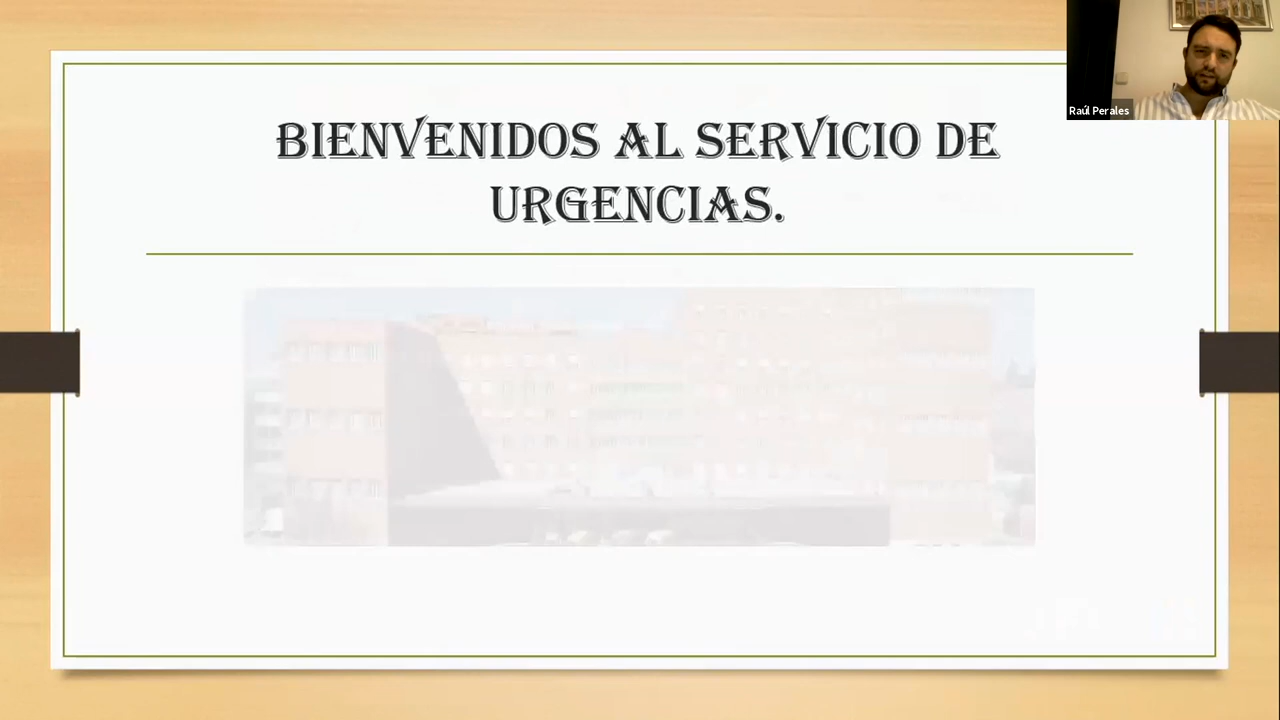 BIENVENIDOS AL SERVICIO DE
URGENCIAS.
Raúl Perales